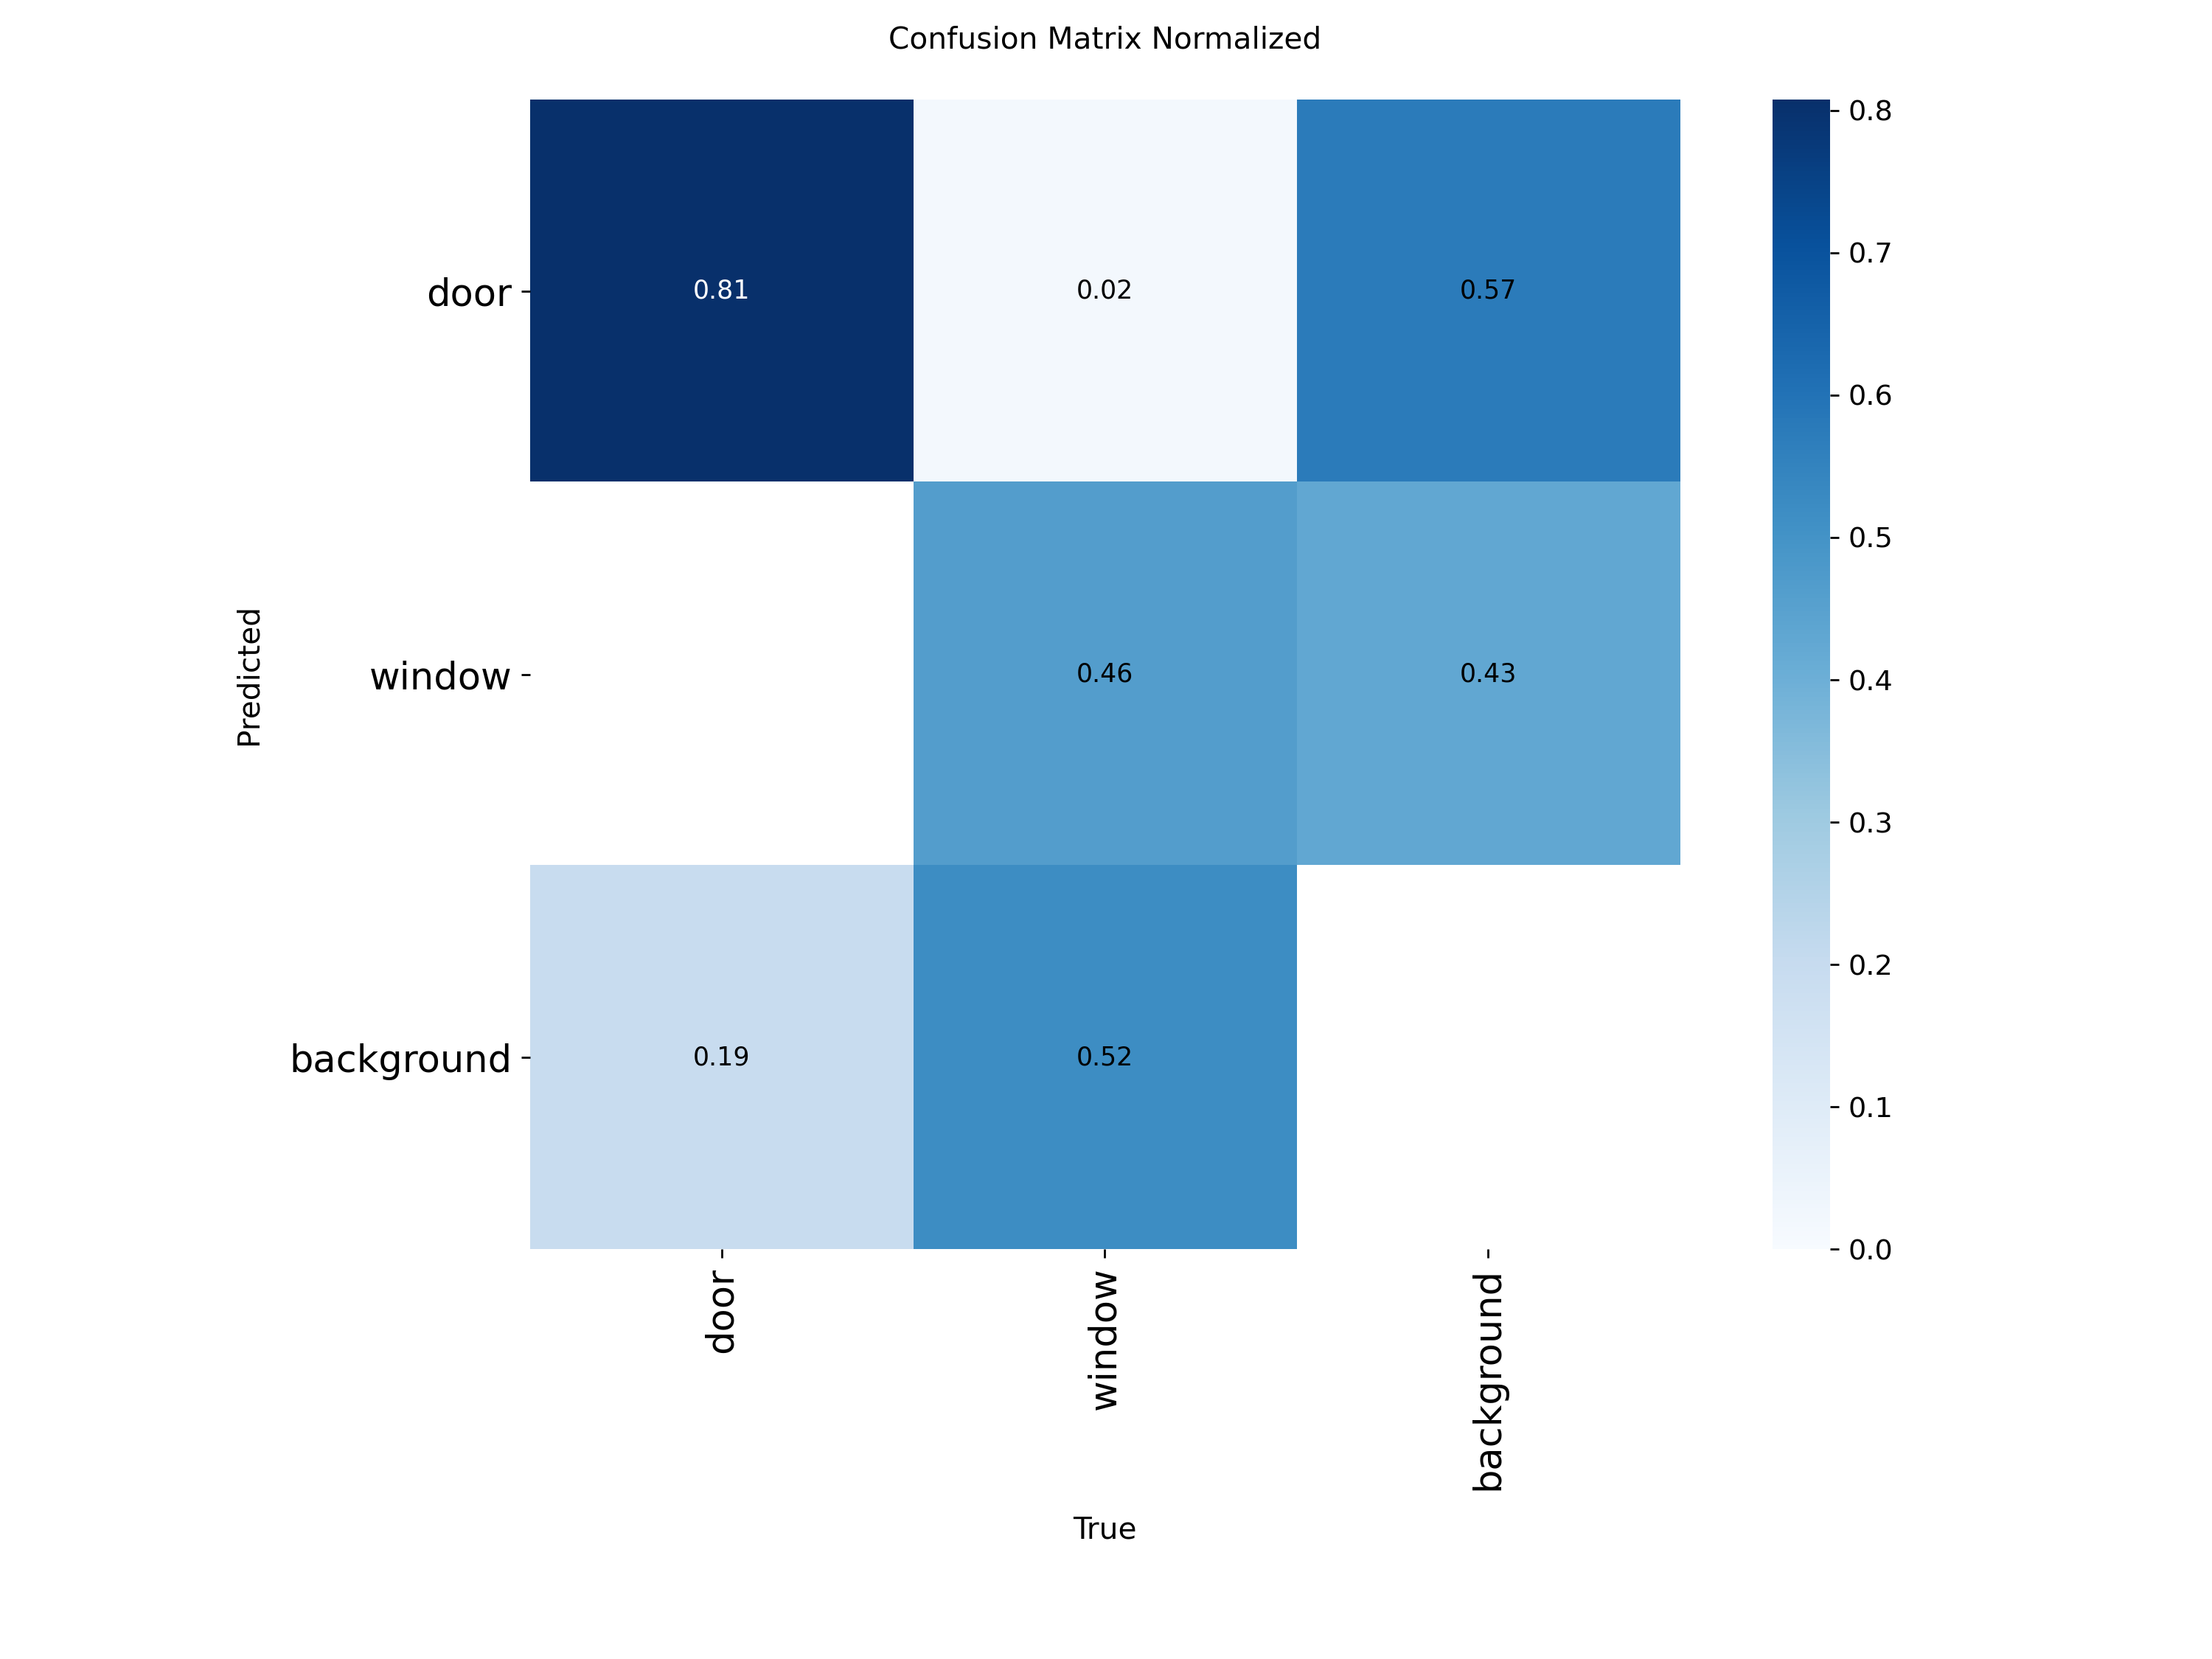 Confusion Matrix Normalized
Predicted
door
window
background
0.81
0.02
0.57
0.46
0.43
0.19
0.52
door
window
background
True
0.8
0.7
0.6
0.5
0.4
0.3
0.2
0.1
0.0